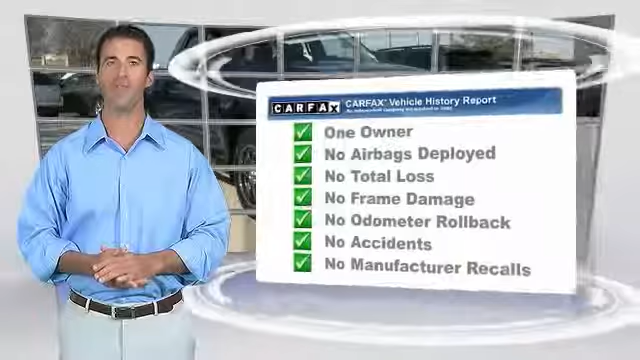 CARFAX CARFAX Vehicle History Report
One Owner
No Airbags Deployed
No Total Loss
No Frame Damage
No Odometer Rollback
No Accidents
No Manufacturer Recalls